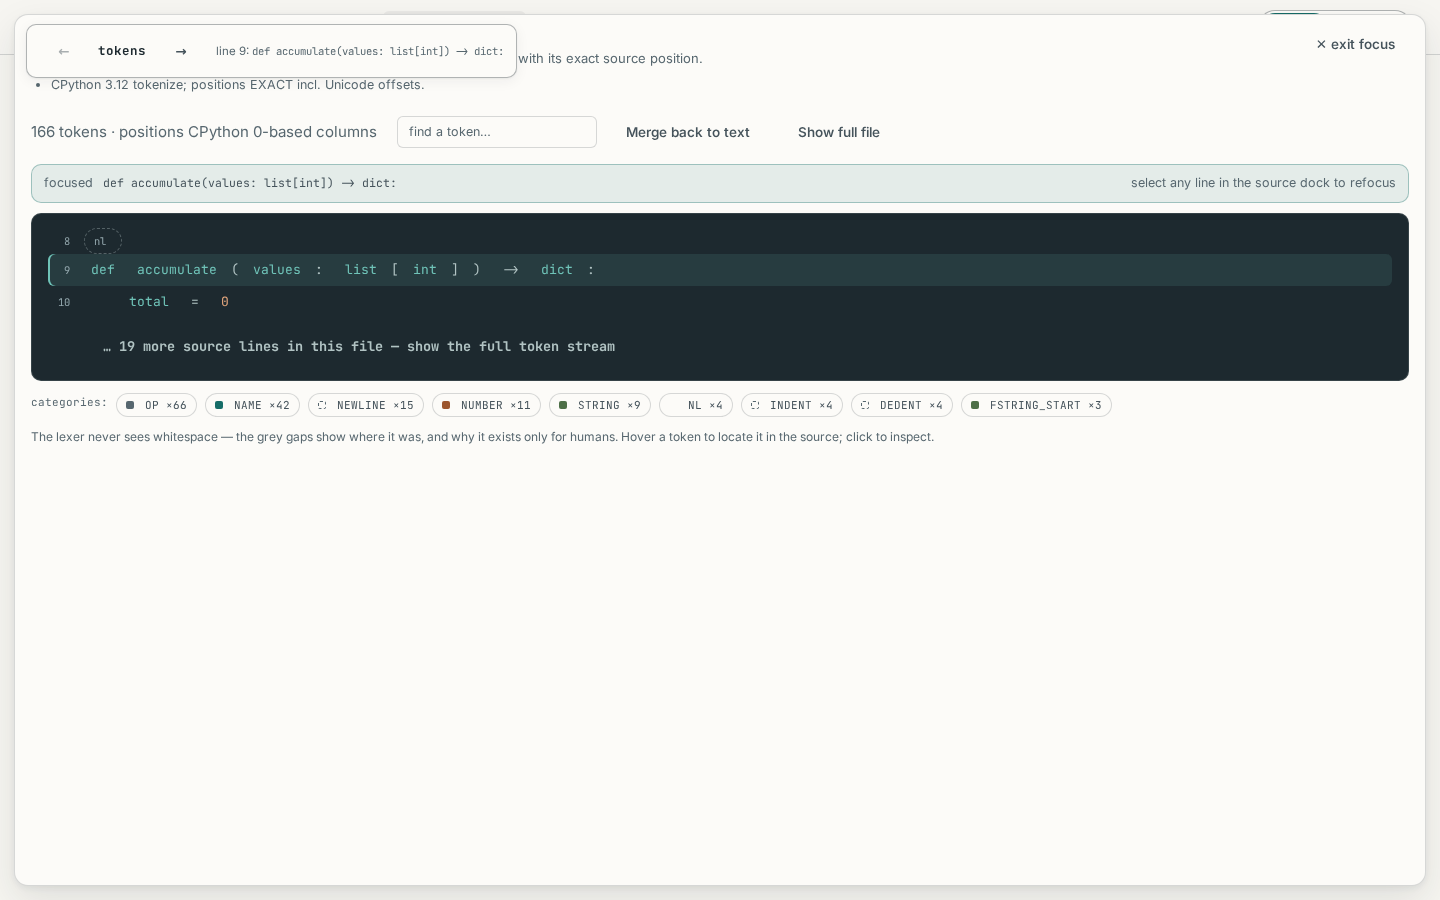 ← tokens → line 9: def accumulate(values: list[int]) → dict:
✕ exit focus
with its exact source position.
• CPython 3.12 tokenize; positions EXACT incl. Unicode offsets.
166 tokens · positions CPython 0-based columns
find a token…
Merge back to text
Show full file
focused def accumulate(values: list[int]) → dict:
select any line in the source dock to refocus
8 nl
9 def accumulate ( values : list [ int ] ) → dict :
10 total = 0
… 19 more source lines in this file — show the full token stream
categories: OP ×66 NAME ×42 NEWLINE ×15 NUMBER ×11 STRING ×9 NL ×4 INDENT ×4 DEDENT ×4 FSTRING_START ×3
The lexer never sees whitespace — the grey gaps show where it was, and why it exists only for humans. Hover a token to locate it in the source; click to inspect.